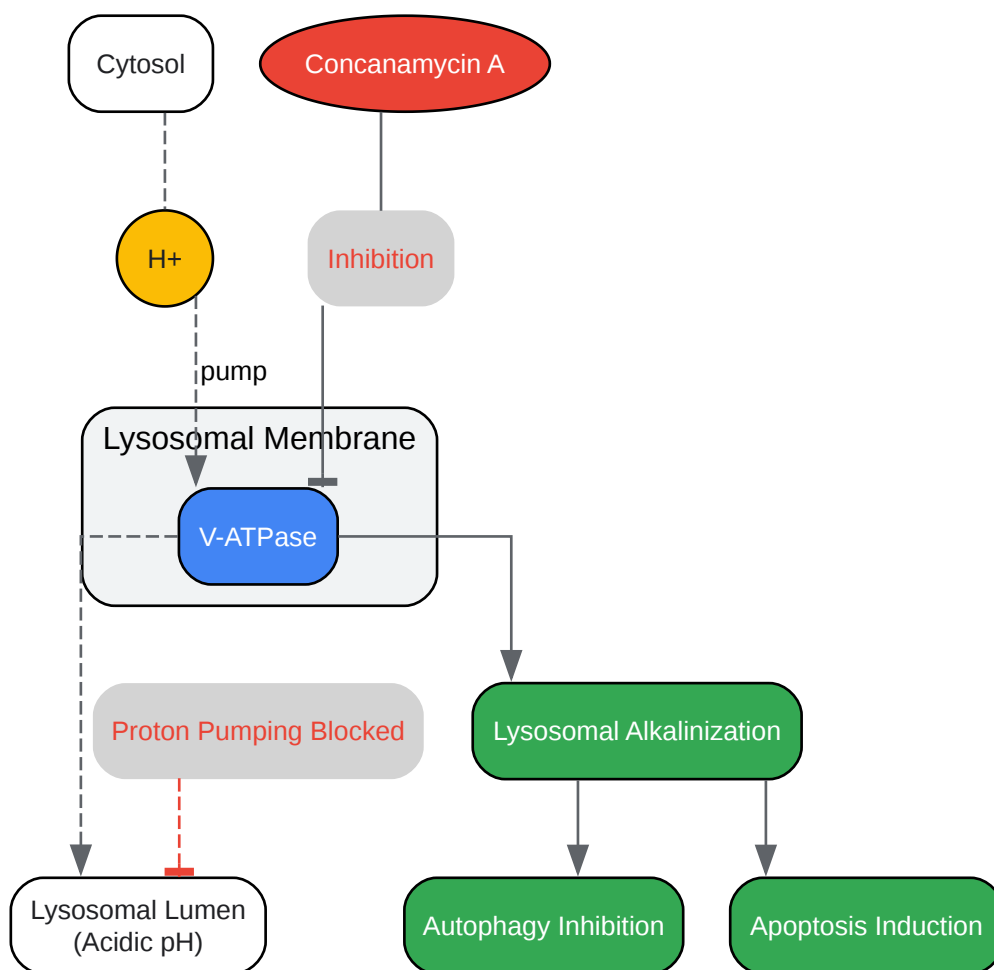 Cytosol
Concanamycin A
H+
Inhibition
pump
Lysosomal Membrane
V-ATPase
Proton Pumping Blocked
Lysosomal Alkalinization
Lysosomal Lumen
(Acidic pH)
Autophagy Inhibition
Apoptosis Induction